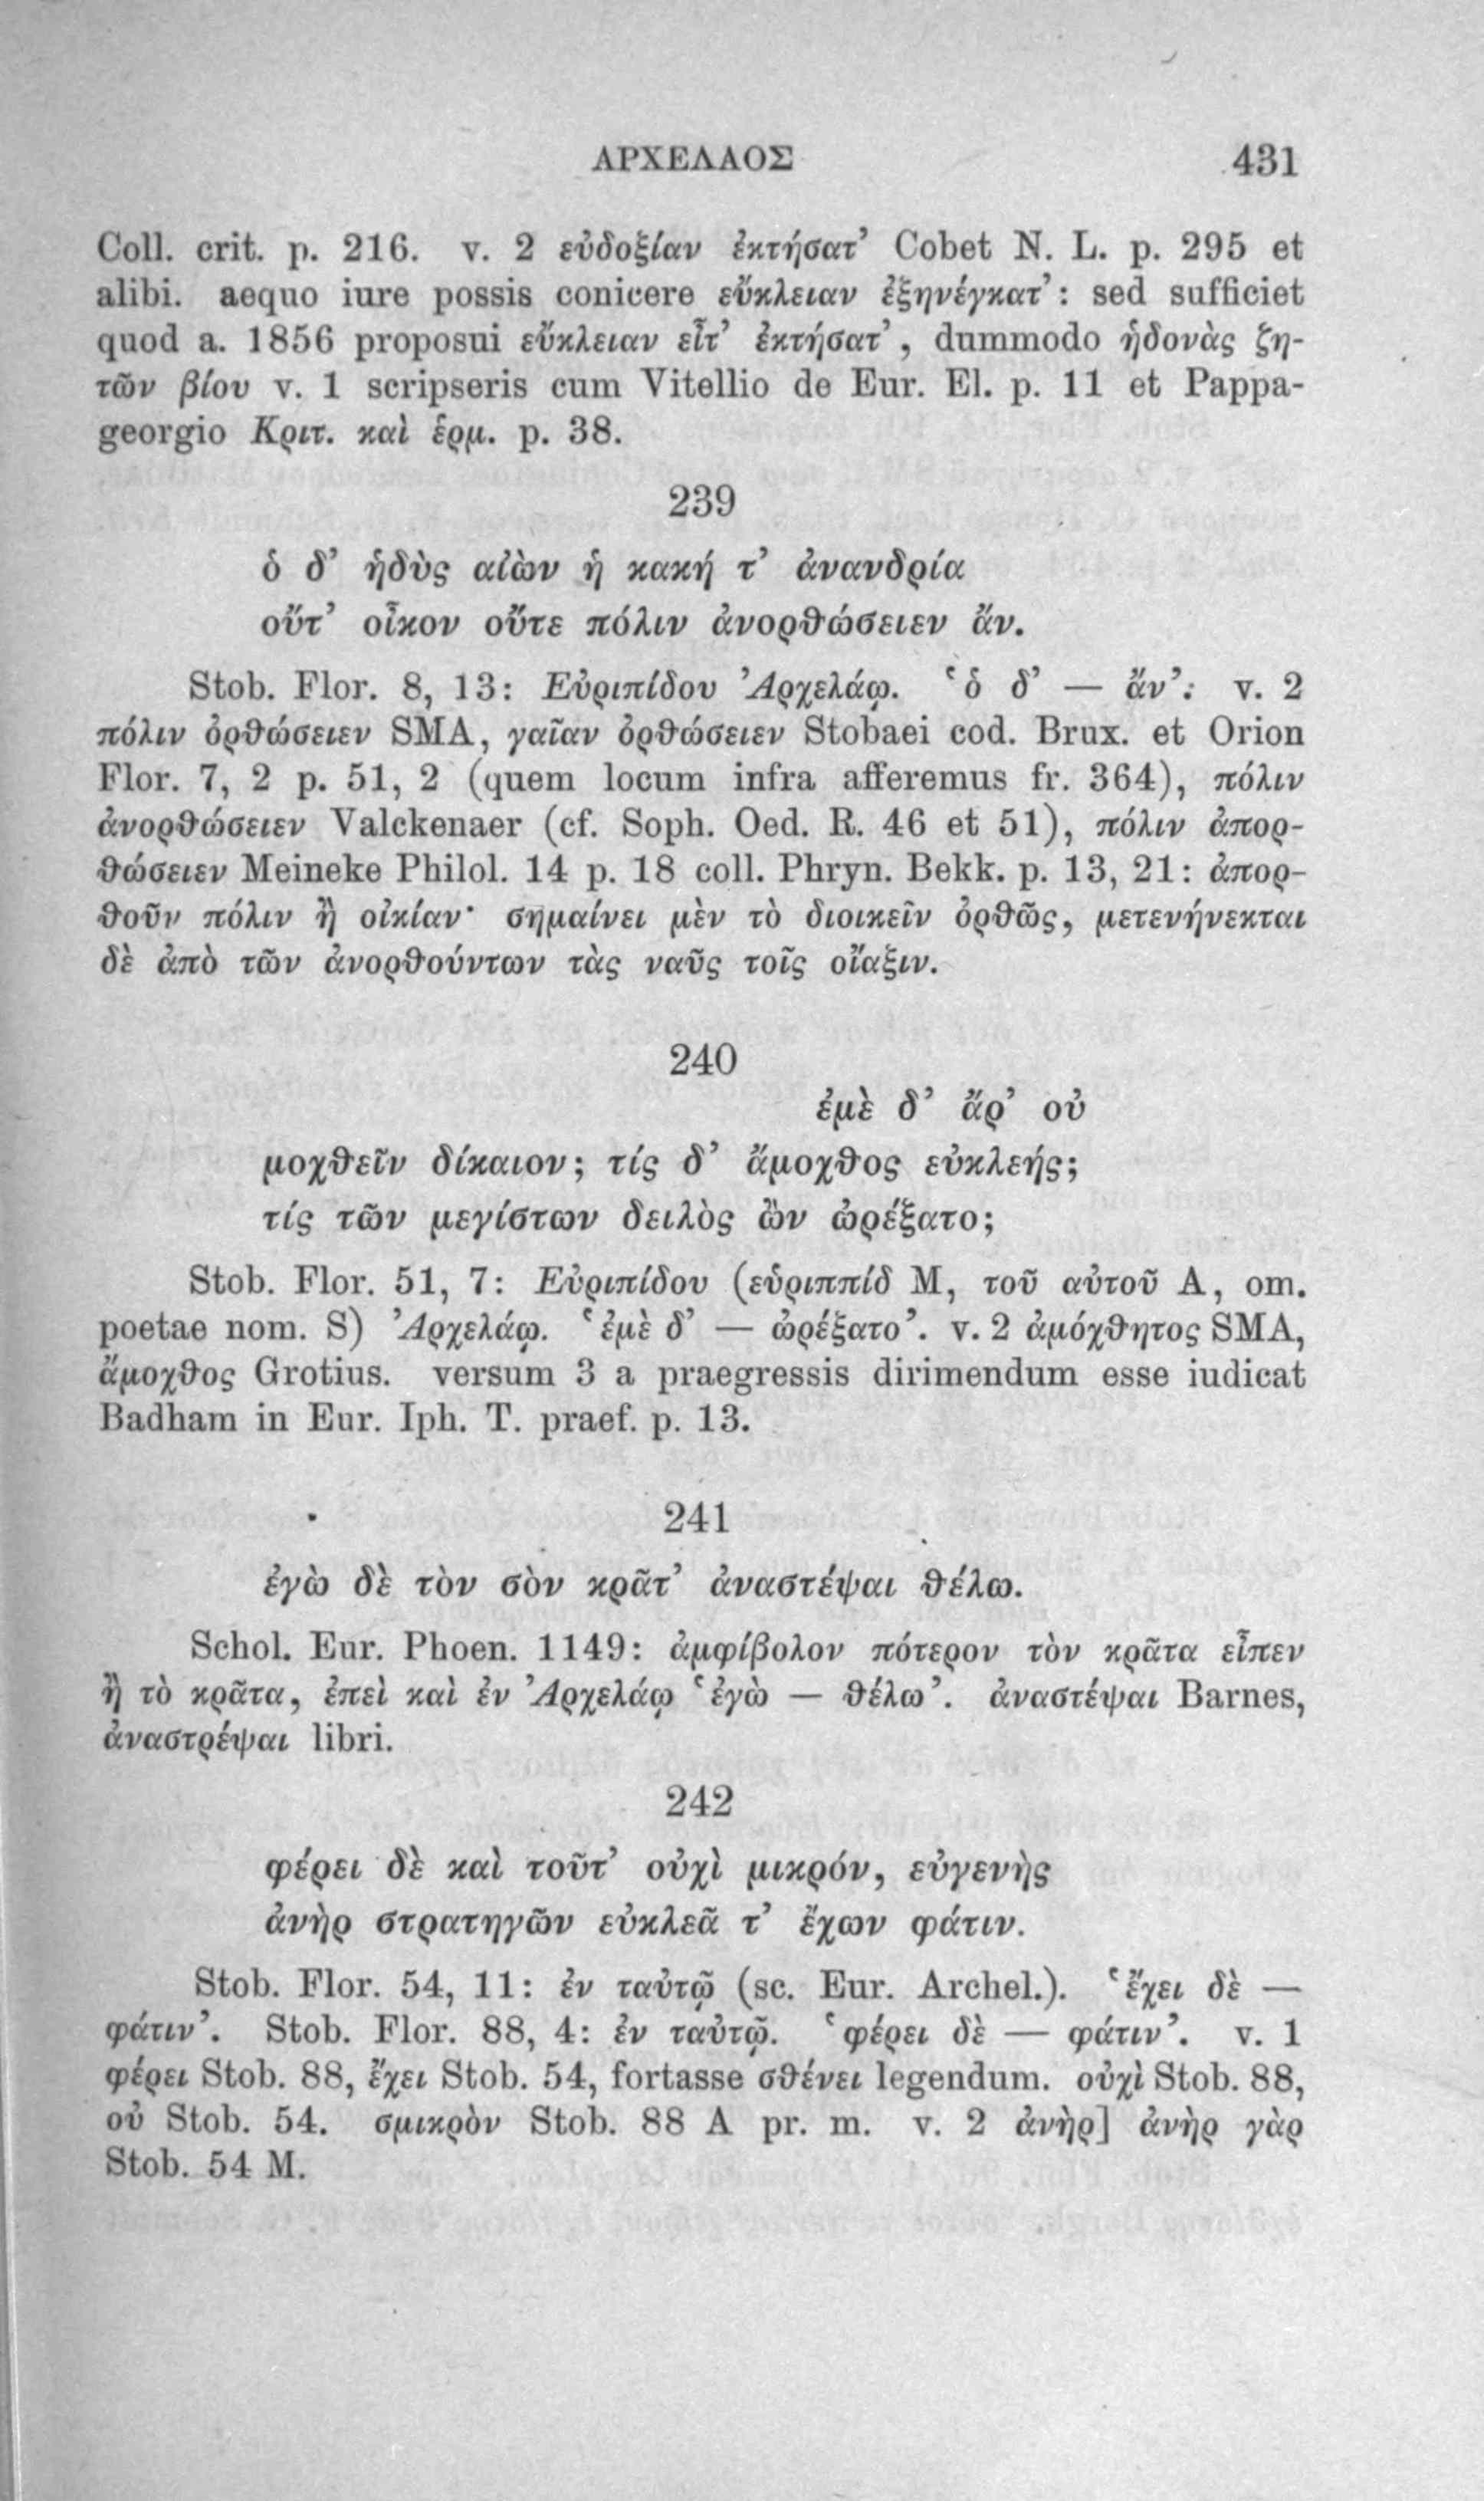 ΑΡΧΕΛΑΟΣ 431
Coll. crit. p. 216. v. 2 εὐδοξίαν ἐκτήσατ’ Cobet N. L. p. 295 et
alibi. aequo iure possis conicere εὔκλειαν ἐξηνέγκατ’: sed sufficiet
quod a. 1856 proposui εὔκλειαν εἶτ’ ἐκτήσατ’, dummodo ἡδονὰς ζη-
τῶν βίου v. 1 scripseris cum Vitellio de Eur. El. p. 11 et Pappa-
georgio Κριτ. καὶ ἑρμ. p. 38.
239
ὁ δ’ ἡδὺς αἰὼν ἡ κακή τ’ ἀνανδρία
οὔτ’ οἶκον οὔτε πόλιν ἀνορθώσειεν ἄν.
Stob. Flor. 8, 13: Εὐριπίδου Ἀρχελάῳ. ‘ὁ δ’ — ἄν’: v. 2
πόλιν ὀρθώσειεν SMA, γαῖαν ὀρθώσειεν Stobaei cod. Brux. et Orion
Flor. 7, 2 p. 51, 2 (quem locum infra afferemus fr. 364), πόλιν
ἀνορθώσειεν Valckenaer (cf. Soph. Oed. R. 46 et 51), πόλιν ἀπορ-
θώσειεν Meineke Philol. 14 p. 18 coll. Phryn. Bekk. p. 13, 21: ἀπορ-
θοῦν πόλιν ἢ οἰκίαν· σημαίνει μὲν τὸ διοικεῖν ὀρθῶς, μετενήνεκται
δὲ ἀπὸ τῶν ἀνορθούντων τὰς ναῦς τοῖς οἴαξιν.
240
ἐμὲ δ’ ἄρ’ οὐ
μοχθεῖν δίκαιον; τίς δ’ ἄμοχθος εὐκλεής;
τίς τῶν μεγίστων δειλὸς ὢν ὠρέξατο;
Stob. Flor. 51, 7: Εὐριπίδου (εὑριππίδ M, τοῦ αὐτοῦ A, om.
poetae nom. S) Ἀρχελάῳ. ‘ἐμὲ δ’ — ὠρέξατο’. v. 2 ἀμόχθητος SMA,
ἄμοχθος Grotius. versum 3 a praegressis dirimendum esse iudicat
Badham in Eur. Iph. T. praef. p. 13.
241
ἐγὼ δὲ τὸν σὸν κρᾶτ’ ἀναστέψαι θέλω.
Schol. Eur. Phoen. 1149: ἀμφίβολον πότερον τὸν κρᾶτα εἶπεν
ἢ τὸ κρᾶτα, ἐπεὶ καὶ ἐν Ἀρχελάῳ ‘ἐγὼ — θέλω’. ἀναστέψαι Barnes,
ἀναστρέψαι libri.
242
φέρει δὲ καὶ τοῦτ’ οὐχὶ μικρόν, εὐγενὴς
ἀνὴρ στρατηγῶν εὐκλεᾶ τ’ ἔχων φάτιν.
Stob. Flor. 54, 11: ἐν ταὐτῷ (sc. Eur. Archel.). ‘ἔχει δὲ —
φάτιν’. Stob. Flor. 88, 4: ἐν ταὐτῷ. ‘φέρει δὲ — φάτιν’. v. 1
φέρει Stob. 88, ἔχει Stob. 54, fortasse σθένει legendum. οὐχὶ Stob. 88,
οὐ Stob. 54. σμικρὸν Stob. 88 A pr. m. v. 2 ἀνὴρ] ἀνὴρ γὰρ
Stob. 54 M.